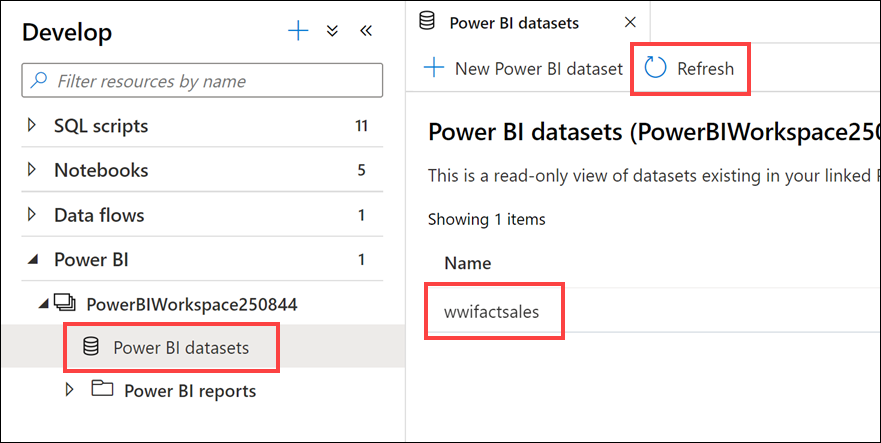 Develop
Filter resources by name
SQL scripts 11
Notebooks 5
Data flows 1
Power BI 1
PowerBIWorkspace250844
Power BI datasets
Power BI reports
Power BI datasets
New Power BI dataset Refresh
Power BI datasets (PowerBIWorkspace250
This is a read-only view of datasets existing in your linked
Showing 1 items
Name
wwifactsales